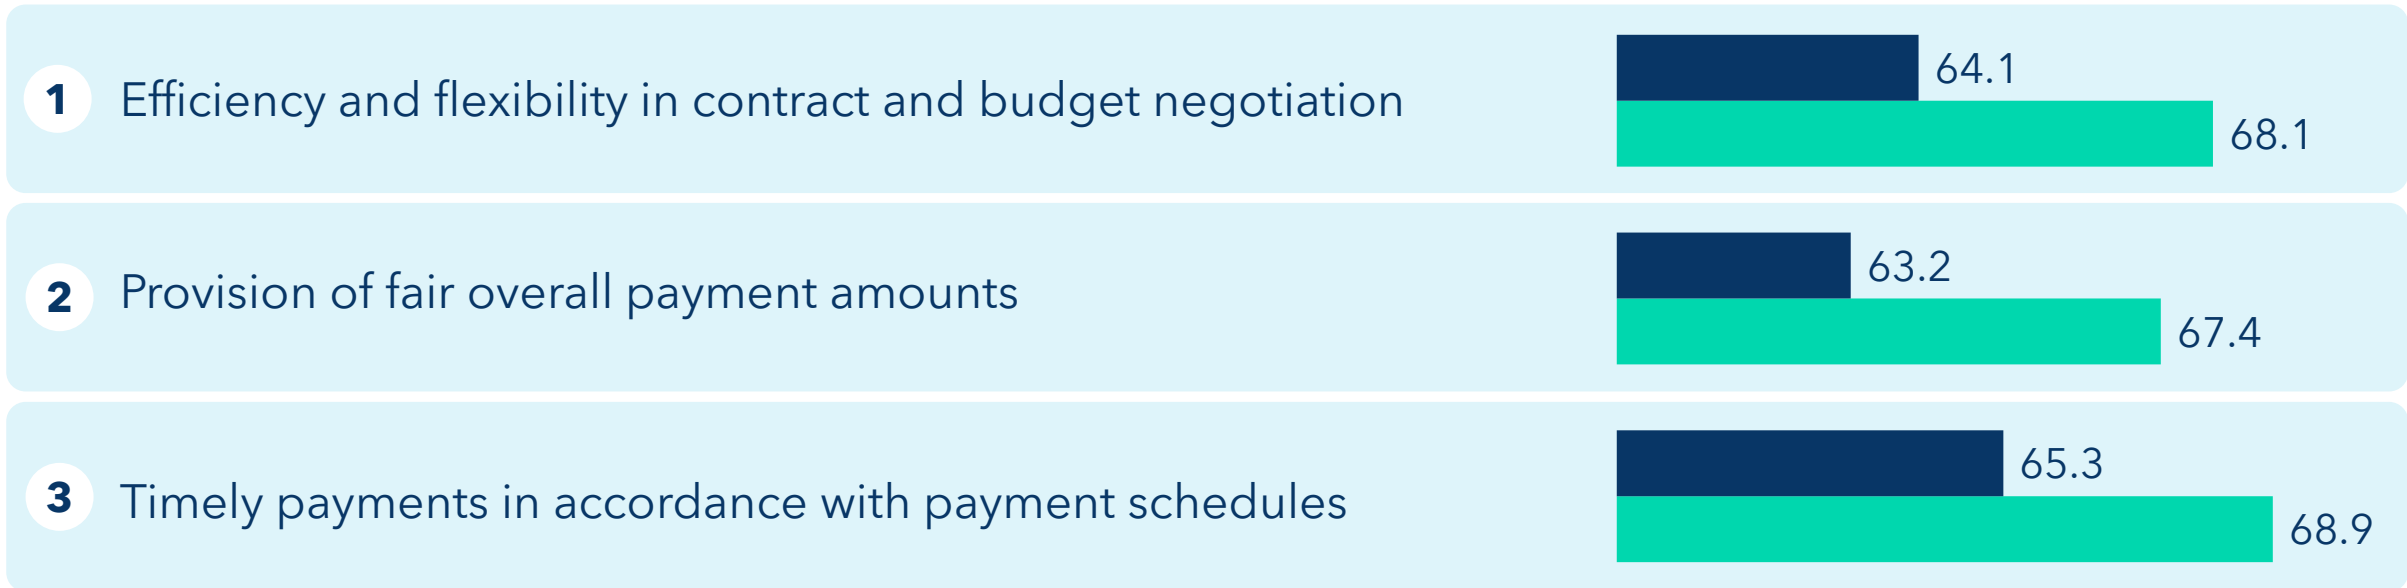 1 Efficiency and flexibility in contract and budget negotiation
64.1
68.1
2 Provision of fair overall payment amounts
63.2
67.4
3 Timely payments in accordance with payment schedules
65.3
68.9